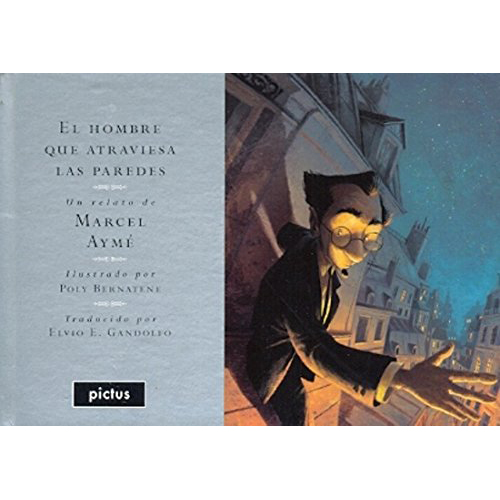 EL HOMBRE
QUE ATRAVIESA
LAS PAREDES
Un relato de
MARCEL
AYMÉ
Ilustrado por
POLY BERNATENE
Traducido por
ELVIO E. GANDOLFO
pictus